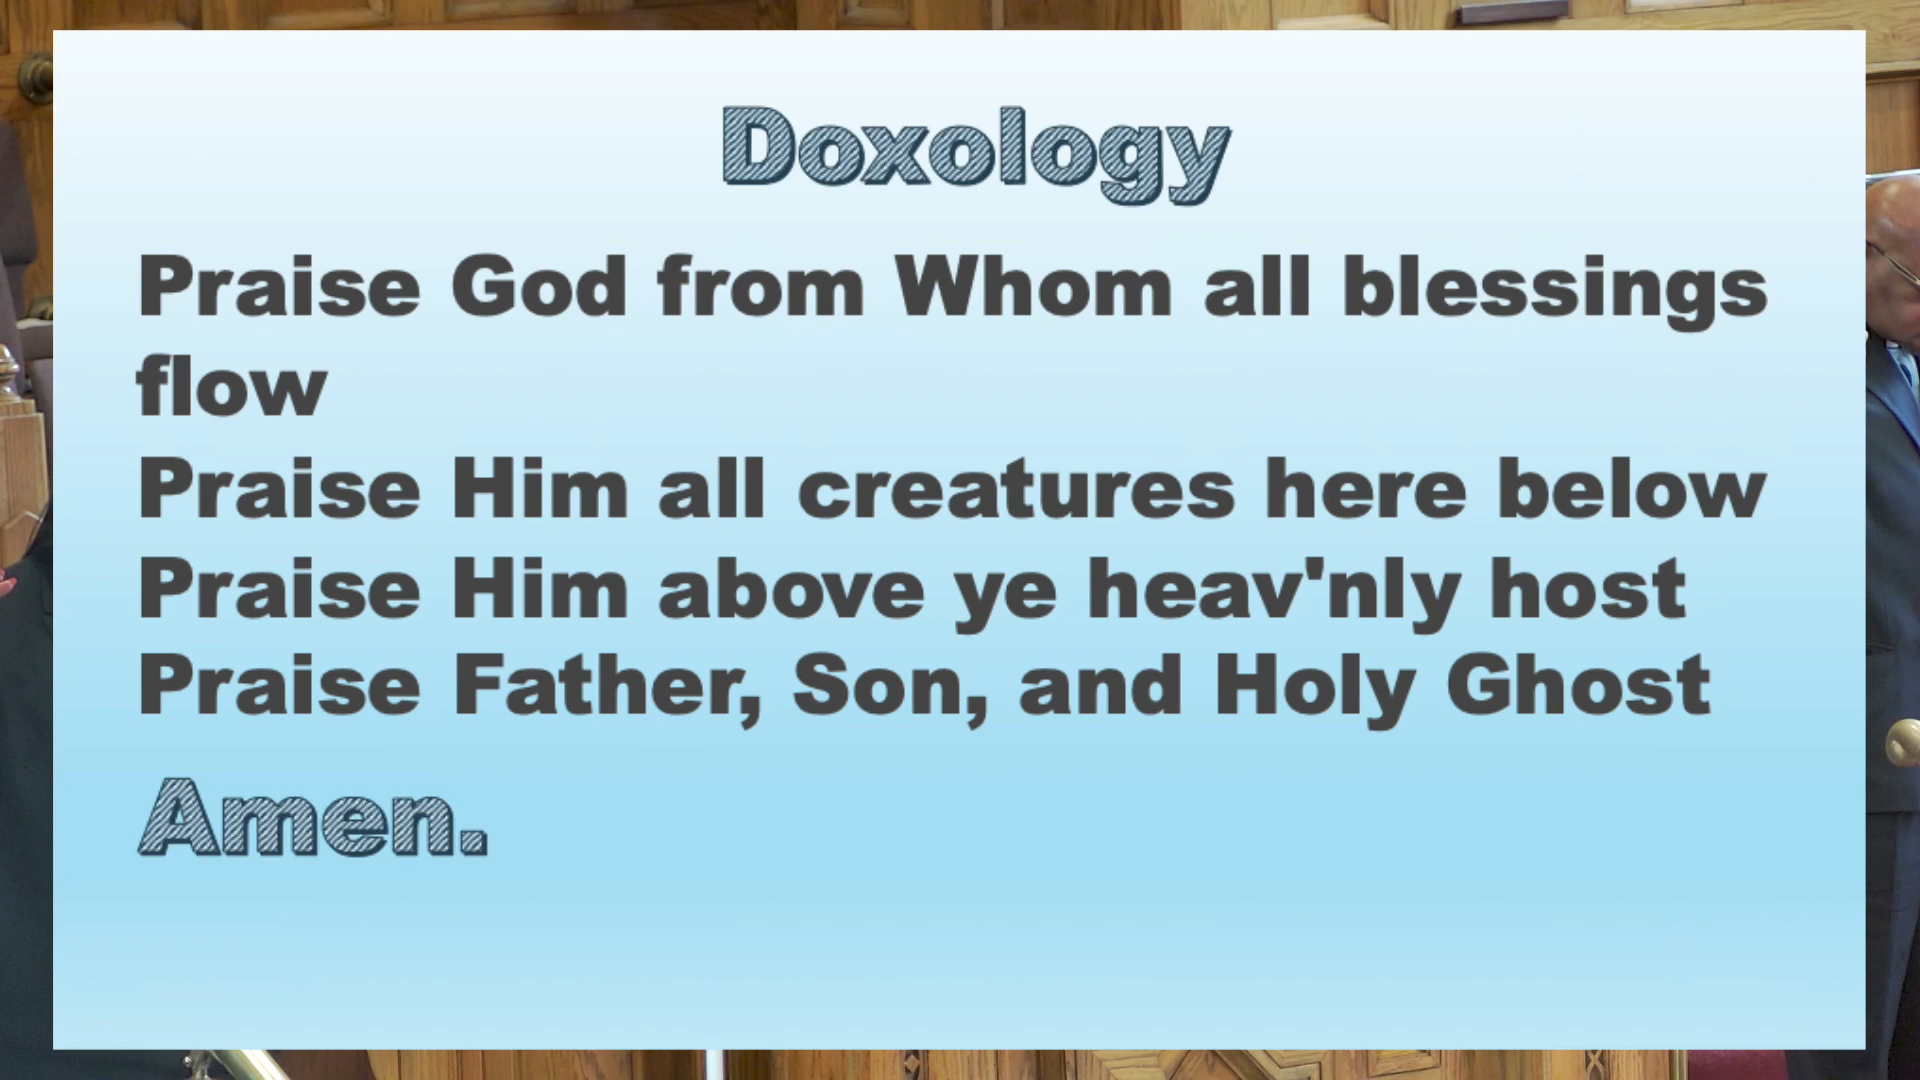 Doxology
Praise God from Whom all blessings
flow
Praise Him all creatures here below
Praise Him above ye heav'nly host
Praise Father, Son, and Holy Ghost
Amen.